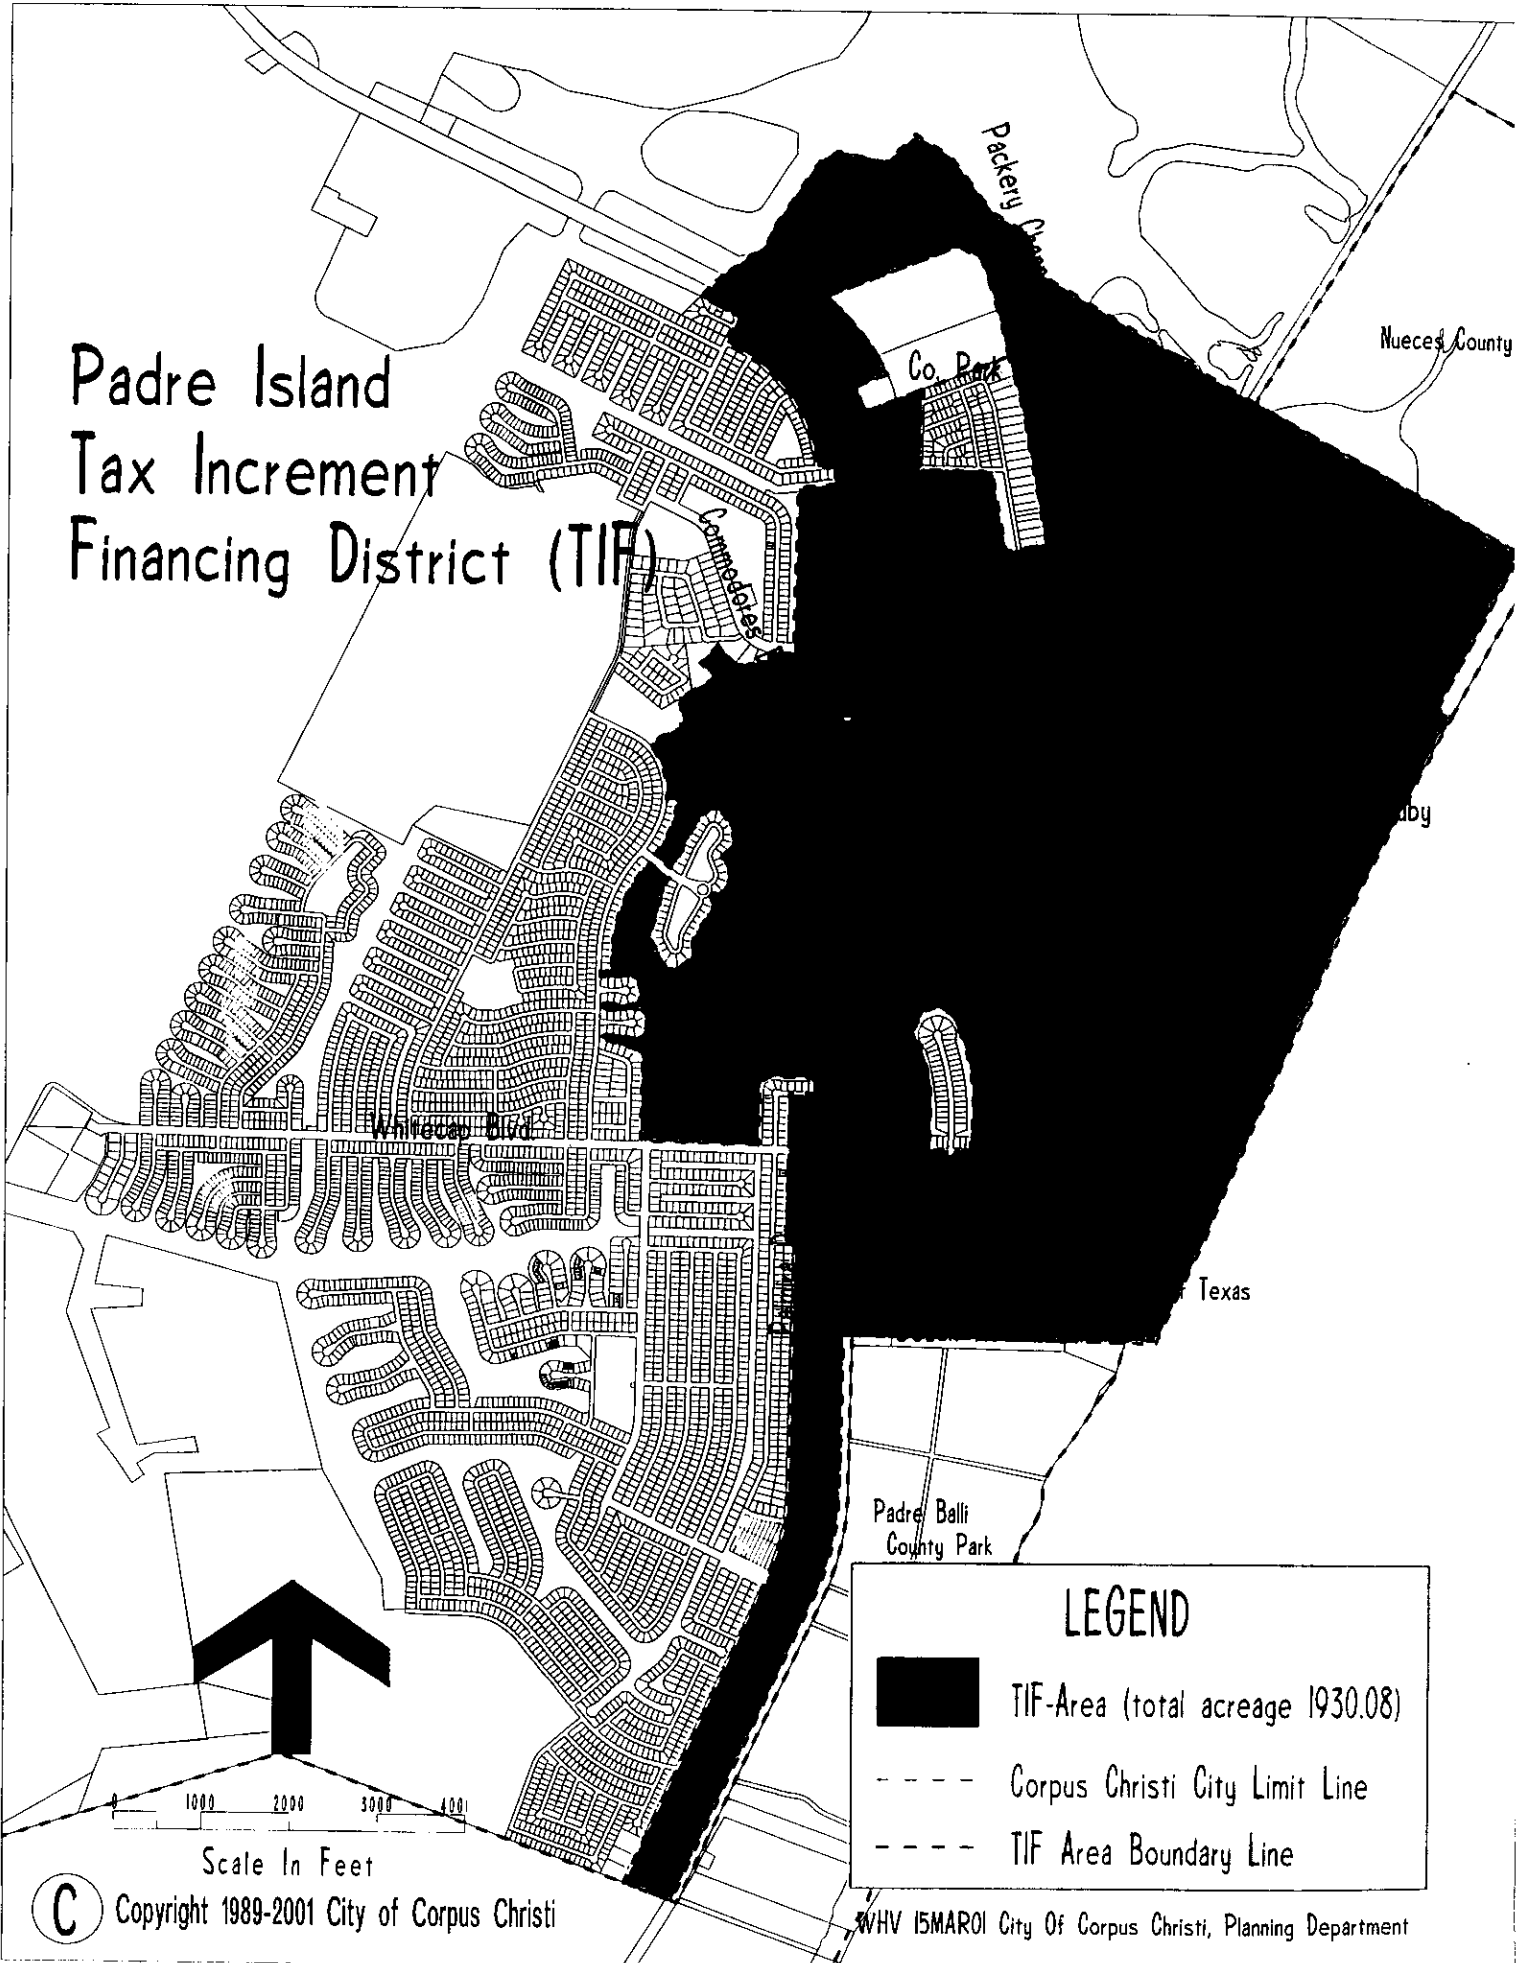 Packery
Nueces County
Padre Island
Tax Increment
Financing District (TIF)
Co. Park
Commodores
Whitecap Blvd.
Texas
Padre Balli
County Park
LEGEND
TIF-Area (total acreage 1930.08)
Corpus Christi City Limit Line
TIF Area Boundary Line
0 1000 2000 3000 4001
Scale In Feet
C Copyright 1989-2001 City of Corpus Christi
WHV 15MAR01 City Of Corpus Christi, Planning Department